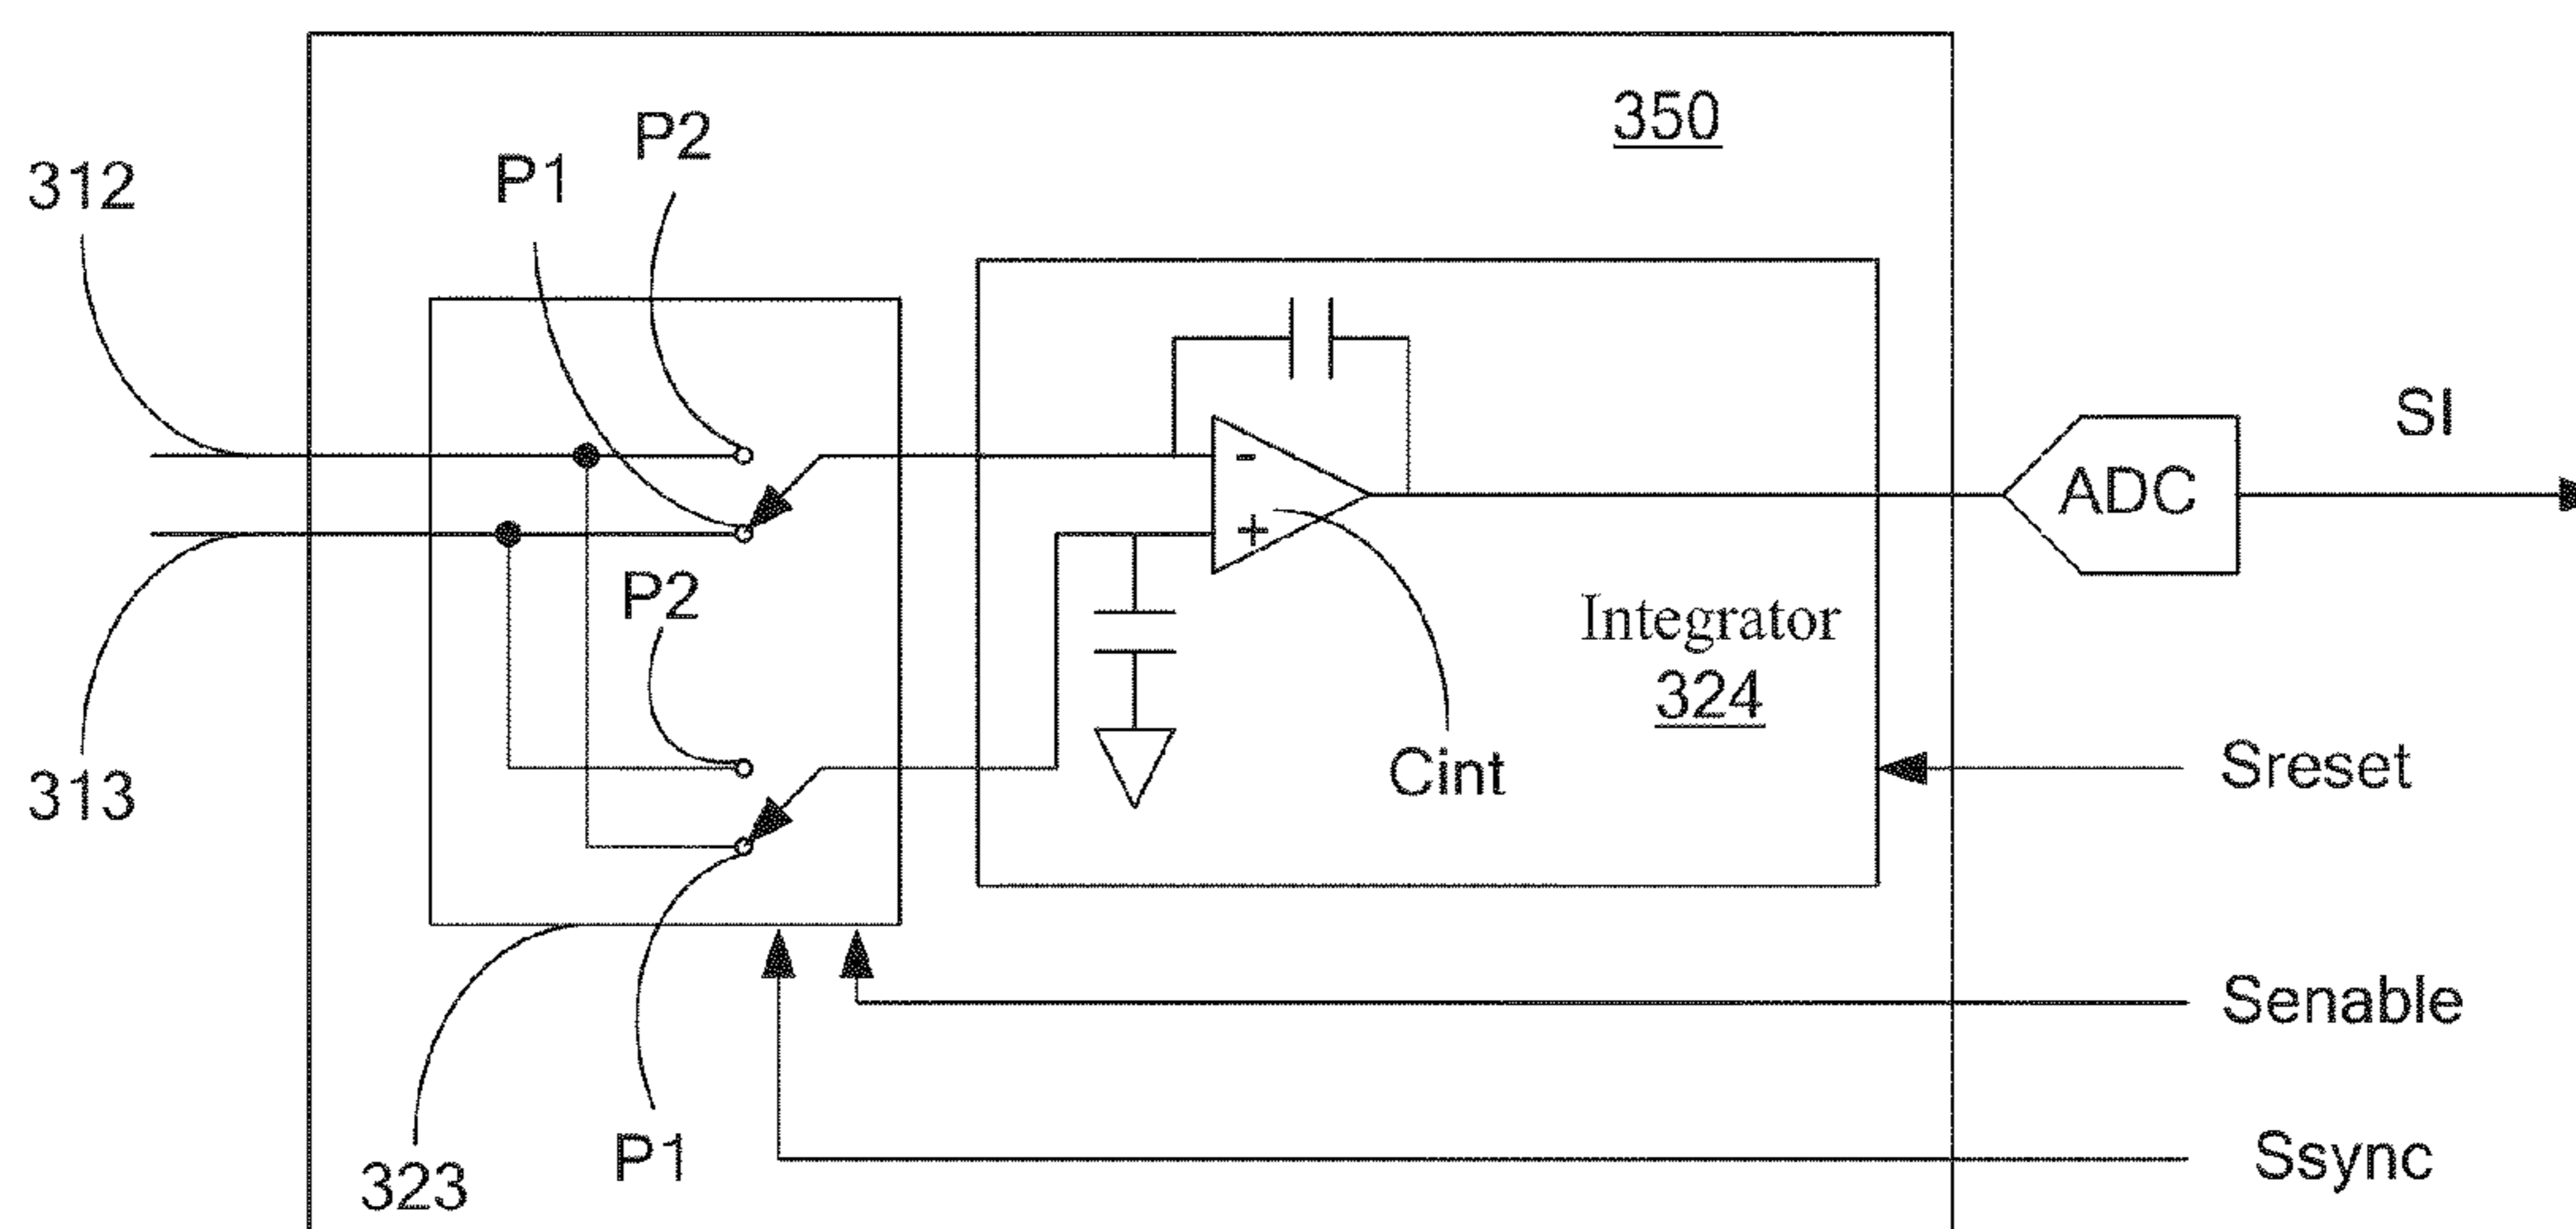 350
P2
P1
312
SI
ADC
-
+
P2
Integrator
324
Cint
Sreset
313
Senable
P1
Ssync
323